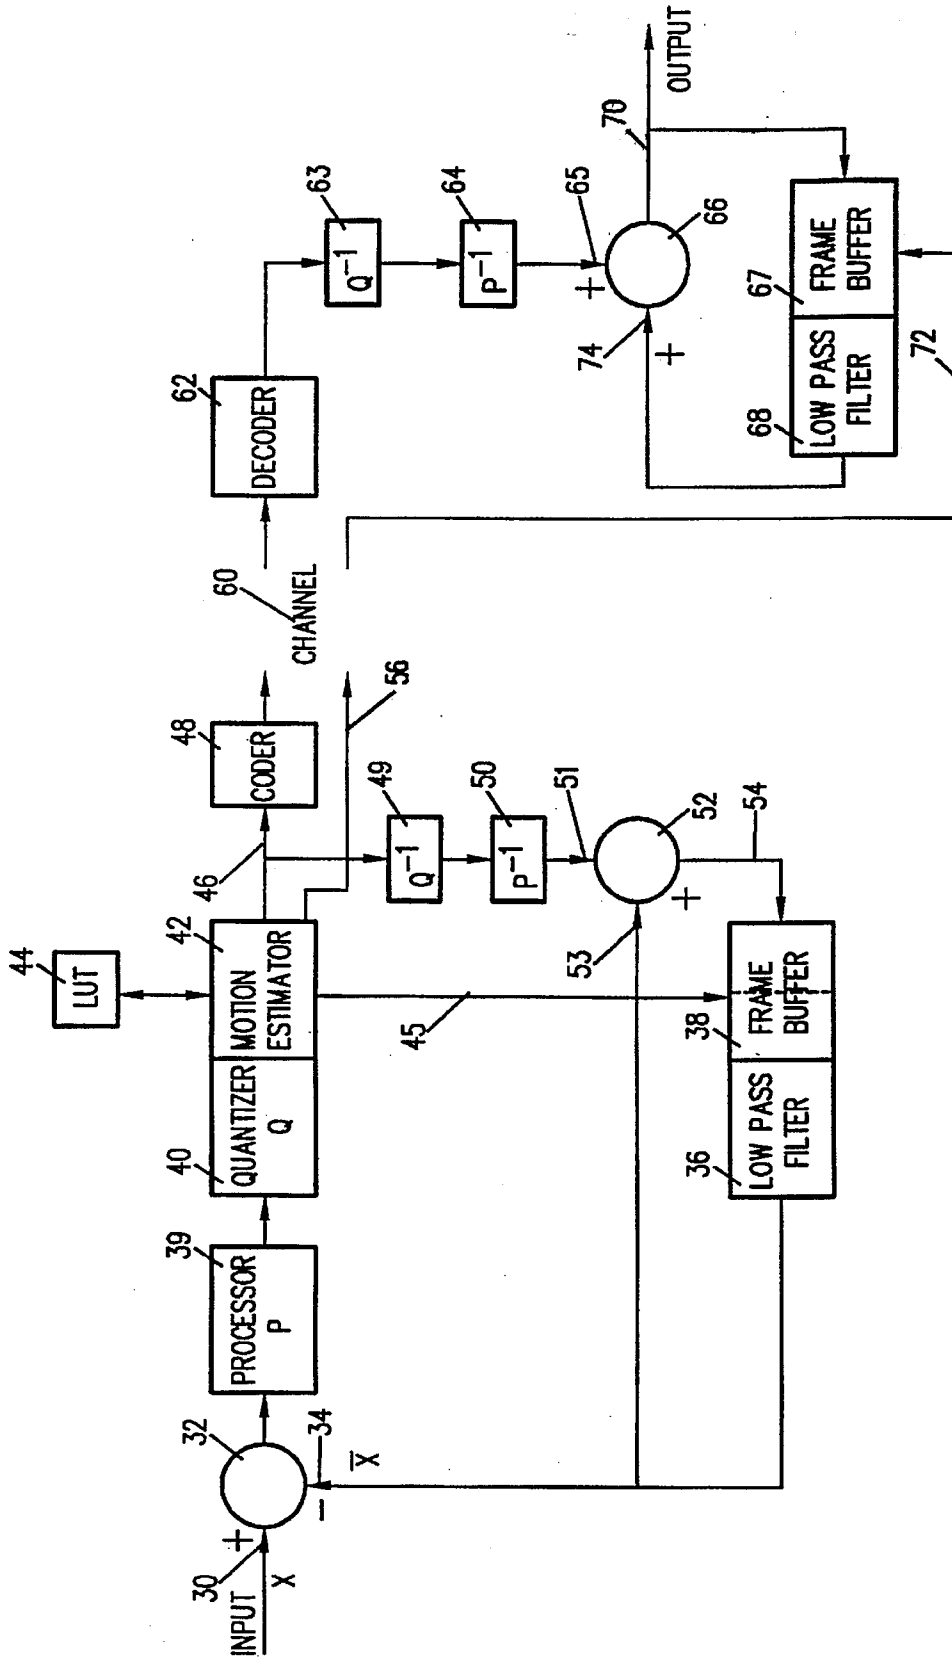 44
LUT
INPUT
30
X
+
32
-
34
X̅
39
PROCESSOR
P
40
QUANTIZER
Q
42
MOTION
ESTIMATOR
46
48
CODER
60
CHANNEL
56
62
DECODER
45
49
Q⁻¹
50
P⁻¹
51
52
+
53
54
36
LOW PASS
FILTER
38
FRAME
BUFFER
63
Q⁻¹
64
P⁻¹
65
+
66
74
+
70
OUTPUT
68
LOW PASS
FILTER
67
FRAME
BUFFER
72